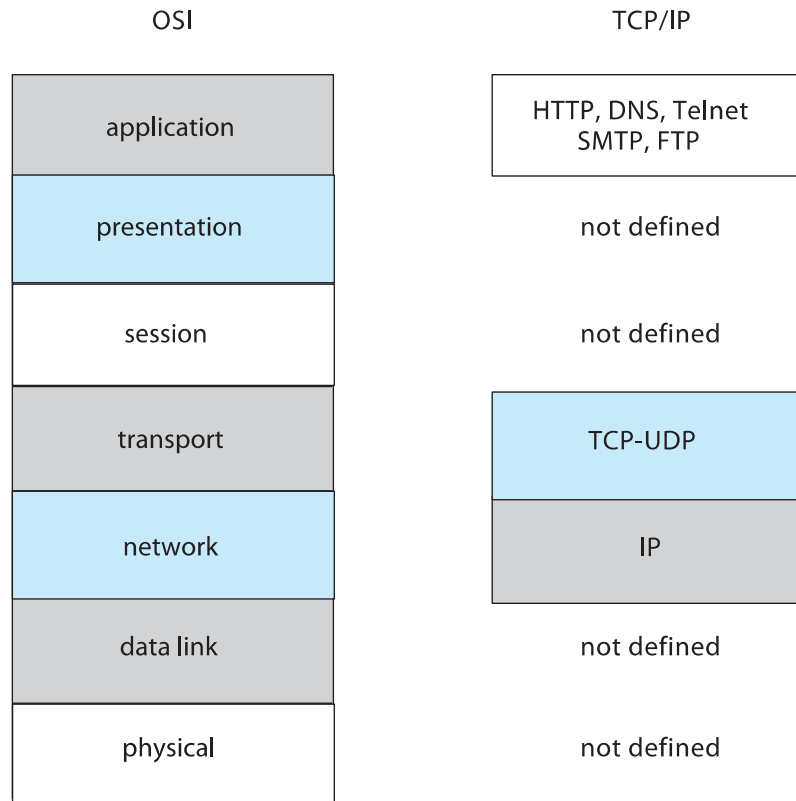 OSI
TCP/IP
application
HTTP, DNS, Telnet
SMTP, FTP
presentation
not defined
session
not defined
transport
TCP-UDP
network
IP
data link
not defined
physical
not defined